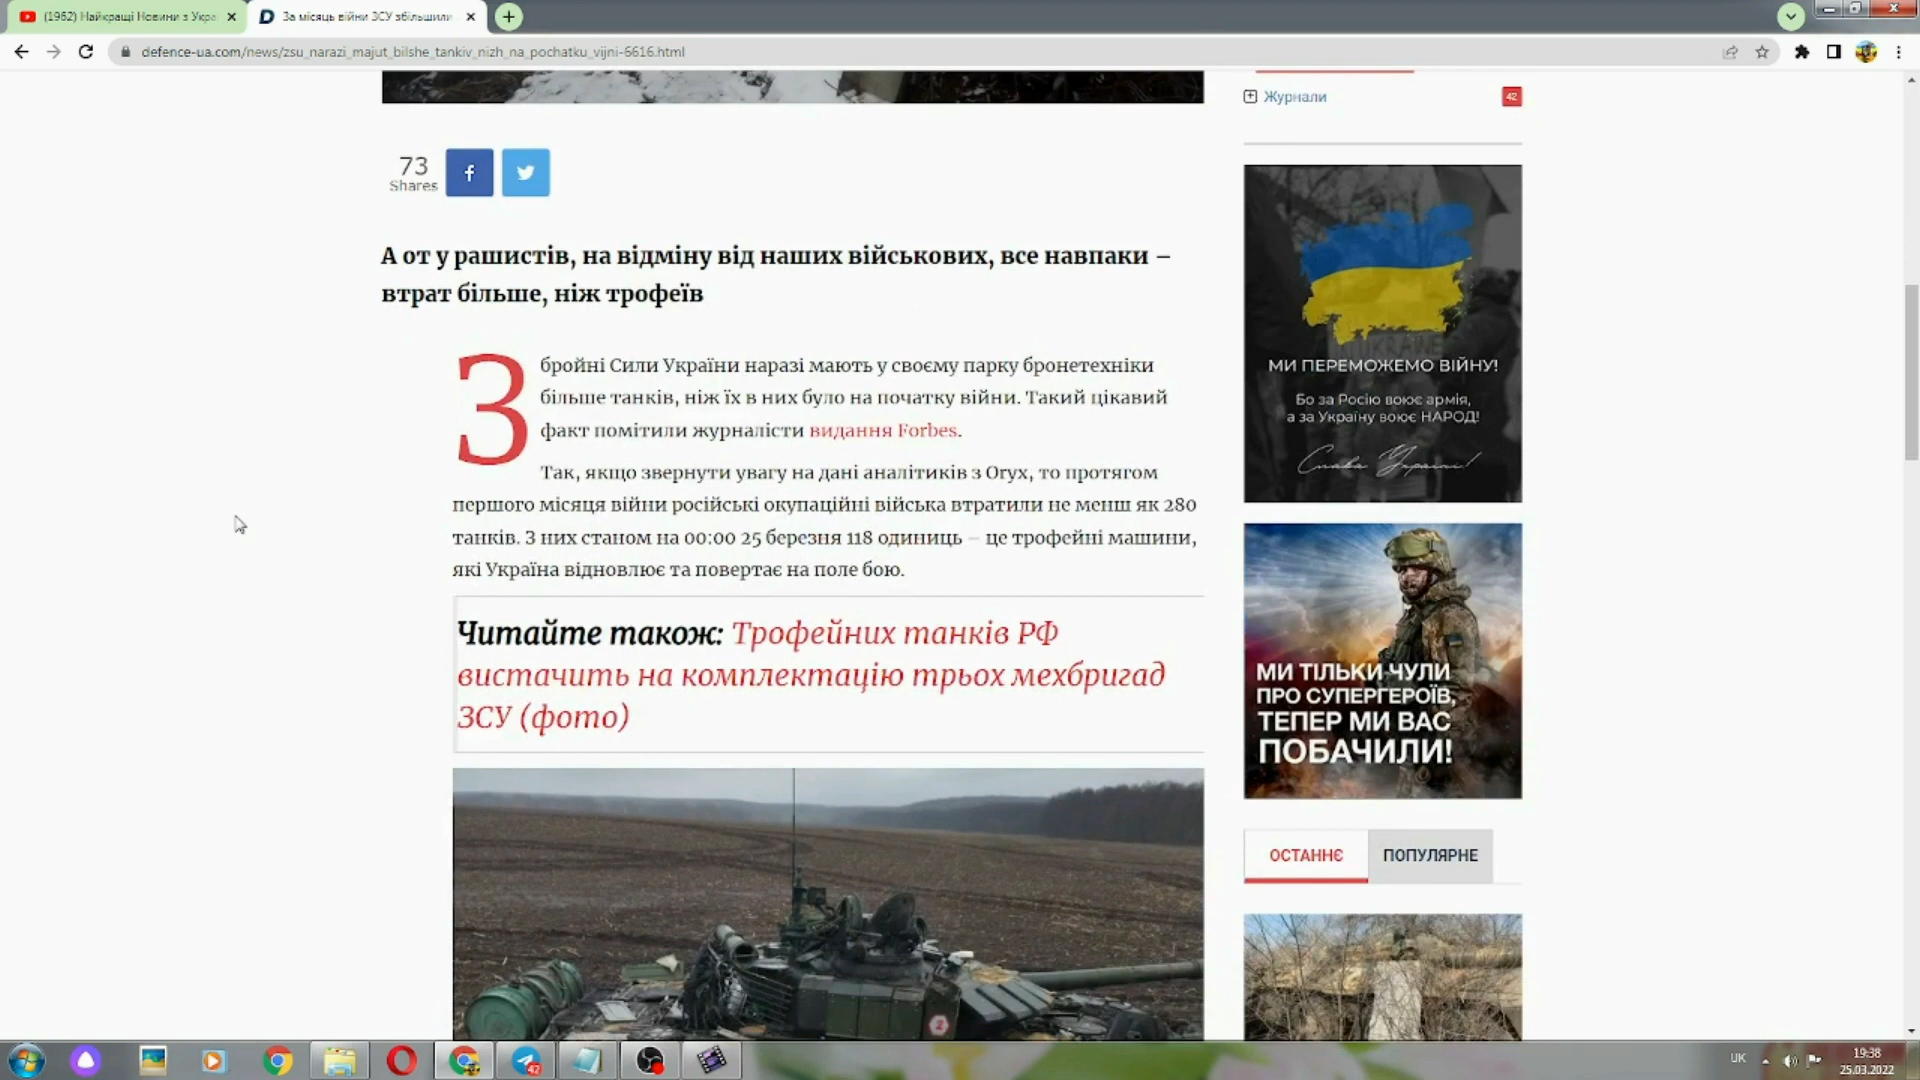 (1962) Найкращі Новини з Укра
За місяць війни ЗСУ збільшили
defence-ua.com/news/zsu_narazi_majut_bilshe_tankiv_nizh_na_pochatku_vijni-6616.html
Журнали
42
73
Shares
А от у рашистів, на відміну від наших військових, все навпаки –
втрат більше, ніж трофеїв
Збройні Сили України наразі мають у своєму парку бронетехніки
більше танків, ніж їх в них було на початку війни. Такий цікавий
факт помітили журналісти видання Forbes.
Так, якщо звернути увагу на дані аналітиків з Oryx, то протягом
першого місяця війни російські окупаційні війська втратили не менш як 280
танків. З них станом на 00:00 25 березня 118 одиниць – це трофейні машини,
які Україна відновлює та повертає на поле бою.
Читайте також: Трофейних танків РФ
вистачить на комплектацію трьох мехбригад
ЗСУ (фото)
МИ ПЕРЕМОЖЕМО ВІЙНУ!
Бо за Росію воює армія,
а за Україну воює НАРОД!
Слава Україні!
МИ ТІЛЬКИ ЧУЛИ
ПРО СУПЕРГЕРОЇВ,
ТЕПЕР МИ ВАС
ПОБАЧИЛИ!
ОСТАННЄ
ПОПУЛЯРНЕ
42
UK
19:38
25.03.2022